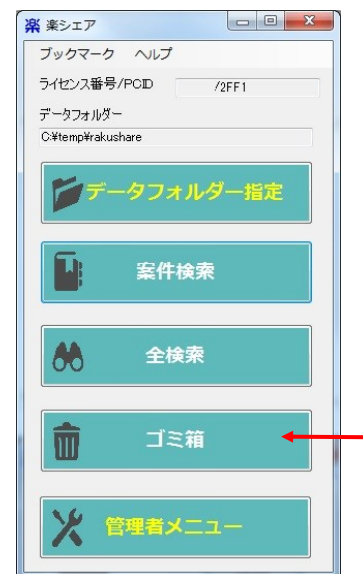 楽 楽シェア
ブックマーク ヘルプ
ライセンス番号/PCID /2FF1
データフォルダー
C:¥temp¥rakushare
データフォルダー指定
案件検索
全検索
ゴミ箱
管理者メニュー